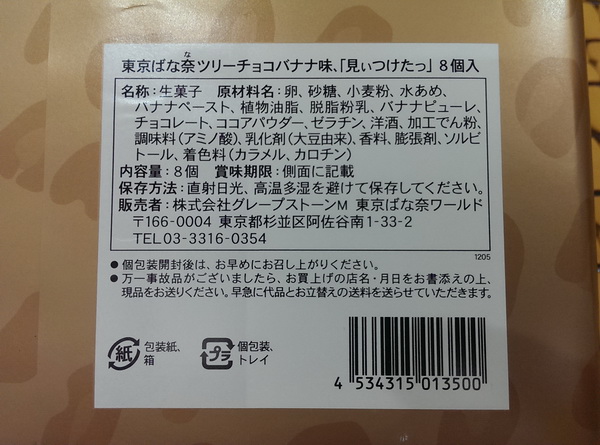 東京ばな奈ツリーチョコバナナ味、「見ぃつけたっ」 8個入
な
名称：生菓子　原材料名：卵、砂糖、小麦粉、水あめ、
バナナペースト、植物油脂、脱脂粉乳、バナナピューレ、
チョコレート、ココアパウダー、ゼラチン、洋酒、加工でん粉、
調味料（アミノ酸）、乳化剤（大豆由来）、香料、膨張剤、ソルビ
トール、着色料（カラメル、カロチン）
内容量：8個　賞味期限：側面に記載
保存方法：直射日光、高温多湿を避けて保存してください。
販売者：株式会社グレープストーンM 東京ばな奈ワールド
〒166-0004 東京都杉並区阿佐谷南1-33-2
TEL03-3316-0354
1205
●個包装開封後は、お早めにお召し上がりください。
●万一事故品がございましたら、お買上げの店名・月日をお書添えの上、
現品をお送りください。早急に代品とお立替えの送料を送らせていただきます。
紙 包装紙、
箱
プラ 個包装、
トレイ
4 534315 013500